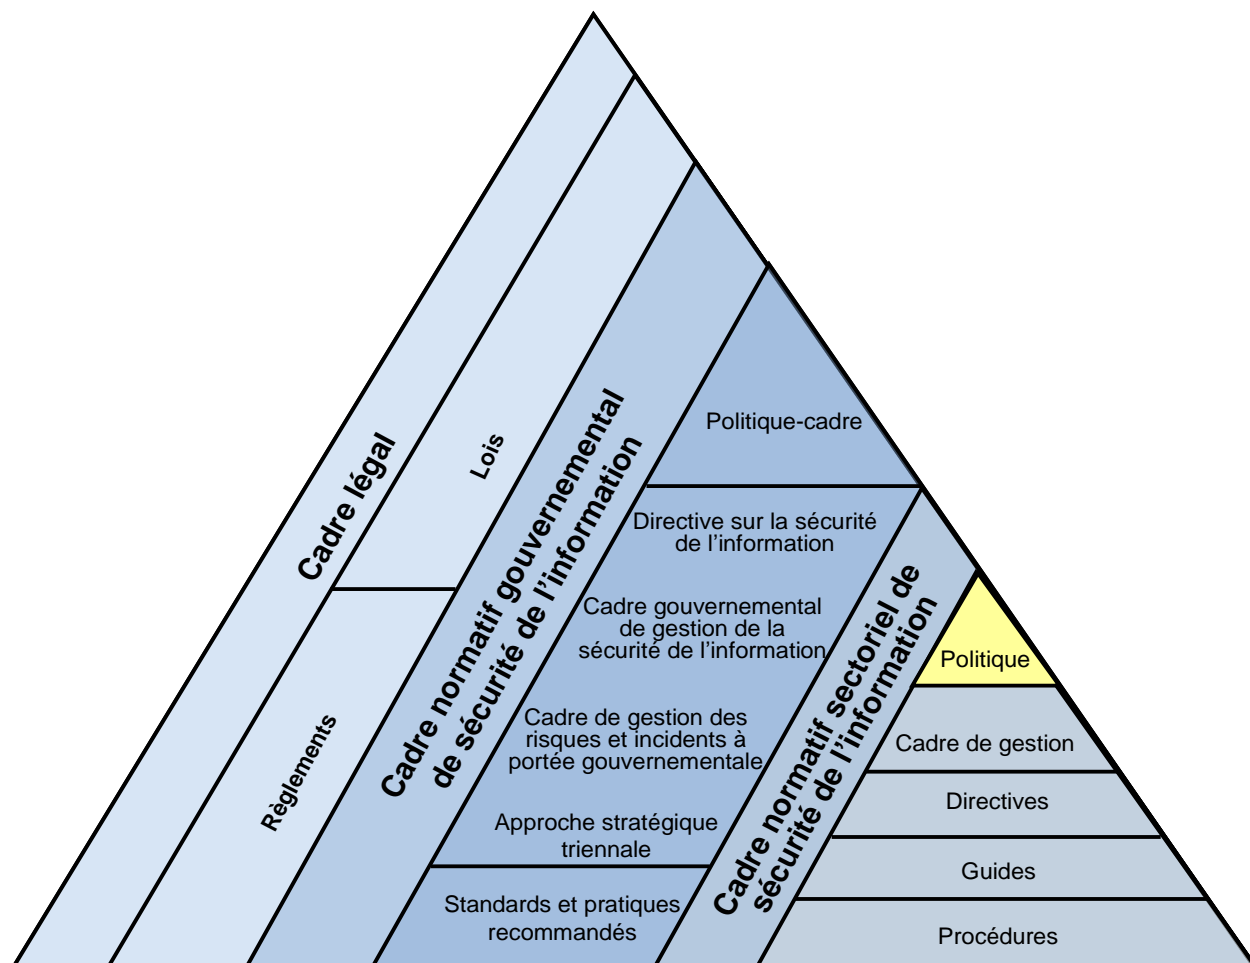 Cadre légal
Lois
Règlements
Cadre normatif gouvernemental
de sécurité de l'information
Politique-cadre
Directive sur la sécurité
de l'information
Cadre gouvernemental
de gestion de la
sécurité de l'information
Cadre de gestion des
risques et incidents à
portée gouvernementale
Approche stratégique
triennale
Standards et pratiques
recommandés
Cadre normatif sectoriel de
sécurité de l'information
Politique
Cadre de gestion
Directives
Guides
Procédures